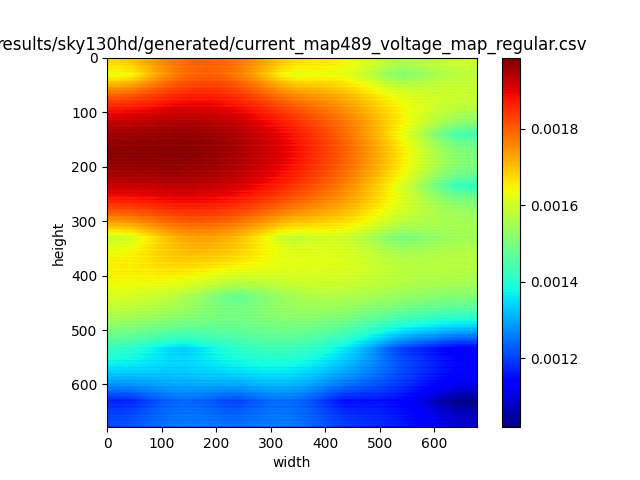 results/sky130hd/generated/current_map489_voltage_map_regular.csv
0
100
200
300
400
500
600
height
0 100 200 300 400 500 600
width
0.0018
0.0016
0.0014
0.0012